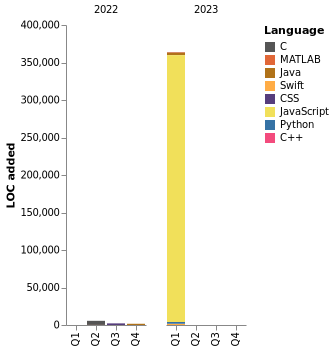 2022 2023
Language
C
MATLAB
Java
Swift
CSS
JavaScript
Python
C++
LOC added
400,000
350,000
300,000
250,000
200,000
150,000
100,000
50,000
0
Q1 Q2 Q3 Q4 Q1 Q2 Q3 Q4